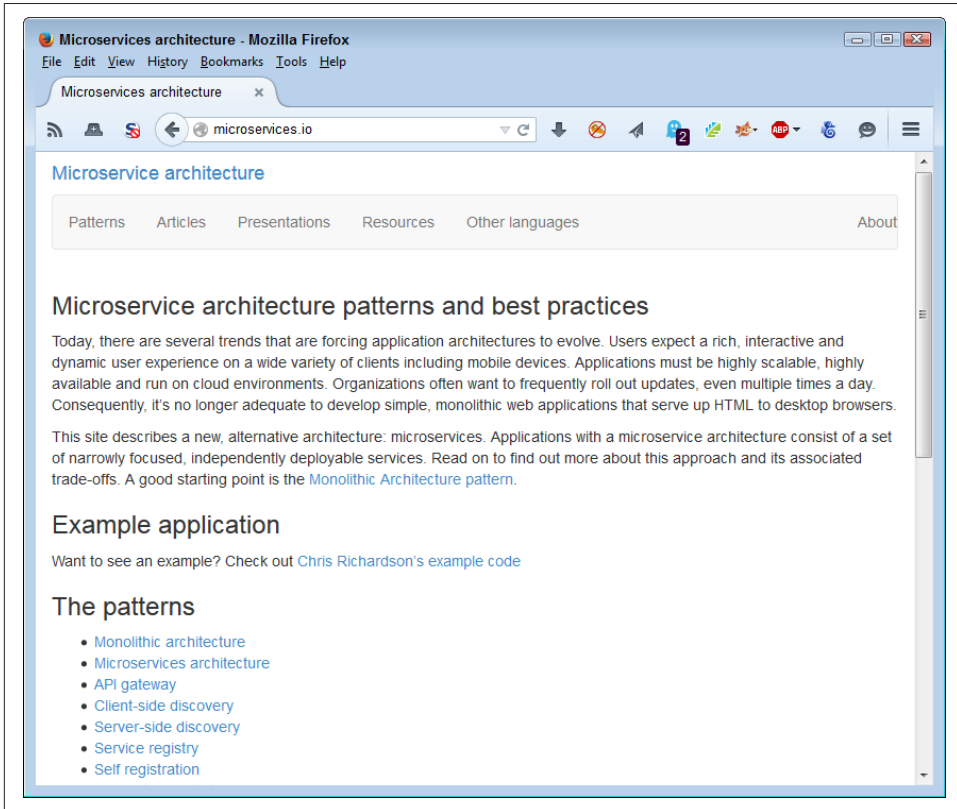 Microservices architecture - Mozilla Firefox
File Edit View History Bookmarks Tools Help
Microservices architecture
microservices.io
2
ABP
Microservice architecture
Patterns Articles Presentations Resources Other languages About
Microservice architecture patterns and best practices
Today, there are several trends that are forcing application architectures to evolve. Users expect a rich, interactive and
dynamic user experience on a wide variety of clients including mobile devices. Applications must be highly scalable, highly
available and run on cloud environments. Organizations often want to frequently roll out updates, even multiple times a day.
Consequently, it's no longer adequate to develop simple, monolithic web applications that serve up HTML to desktop browsers.
This site describes a new, alternative architecture: microservices. Applications with a microservice architecture consist of a set
of narrowly focused, independently deployable services. Read on to find out more about this approach and its associated
trade-offs. A good starting point is the Monolithic Architecture pattern.
Example application
Want to see an example? Check out Chris Richardson's example code
The patterns
• Monolithic architecture
• Microservices architecture
• API gateway
• Client-side discovery
• Server-side discovery
• Service registry
• Self registration